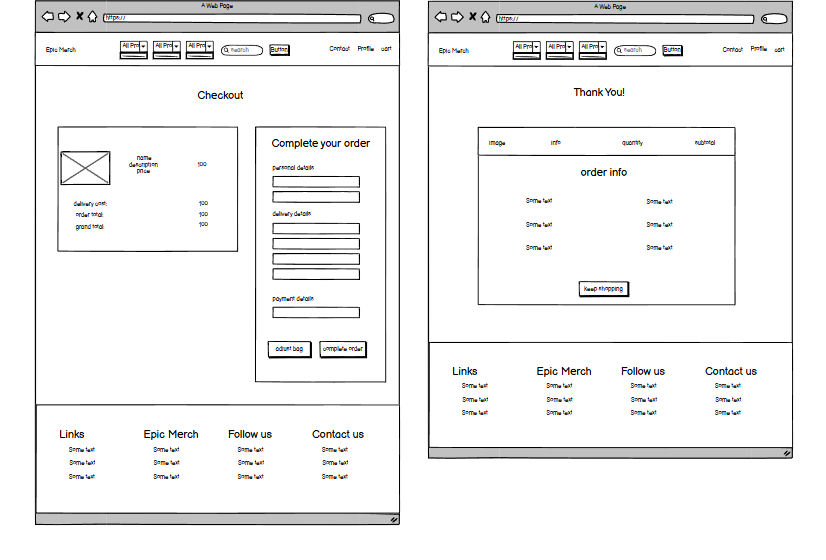 A Web Page
https://
Epic Merch
All Pro All Pro All Pro search Button Contact Profile cart
Checkout
name
description
price
100
delivery cost: 100
order total: 100
grand total: 100
Complete your order
personal details
delivery details
payment details
adjust bag complete order
Links Epic Merch Follow us Contact us
Some text Some text Some text Some text
Some text Some text Some text Some text
Some text Some text Some text Some text
A Web Page
https://
Epic Merch
All Pro All Pro All Pro search Button Contact Profile cart
Thank You!
image info quantity subtotal
order info
Some text Some text
Some text Some text
Some text Some text
keep shopping
Links Epic Merch Follow us Contact us
Some text Some text Some text Some text
Some text Some text Some text Some text
Some text Some text Some text Some text